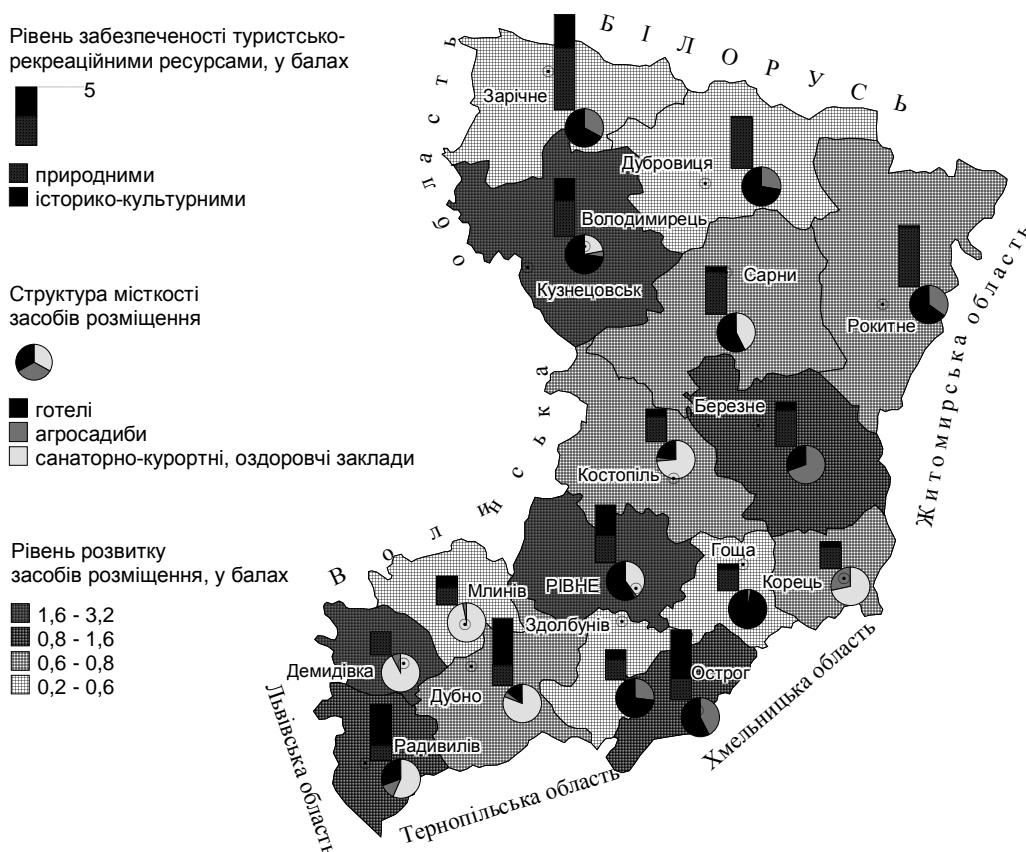 Рівень забезпеченості туристсько-
рекреаційними ресурсами, у балах
5
природними
історико-культурними
Структура місткості
засобів розміщення
готелі
агросадиби
санаторно-курортні, оздоровчі заклади
Рівень розвитку
засобів розміщення, у балах
1,6 - 3,2
0,8 - 1,6
0,6 - 0,8
0,2 - 0,6
БІЛОРУСЬ
Волинська область
Зарічне
Дубровиця
Володимирець
Кузнецовськ
Сарни
Рокитне
Житомирська область
Березне
Костопіль
Гоща
Корець
РІВНЕ
Млинів
Здолбунів
Демидівка
Дубно
Острог
Радивилів
Львівська область
Тернопільська область
Хмельницька область